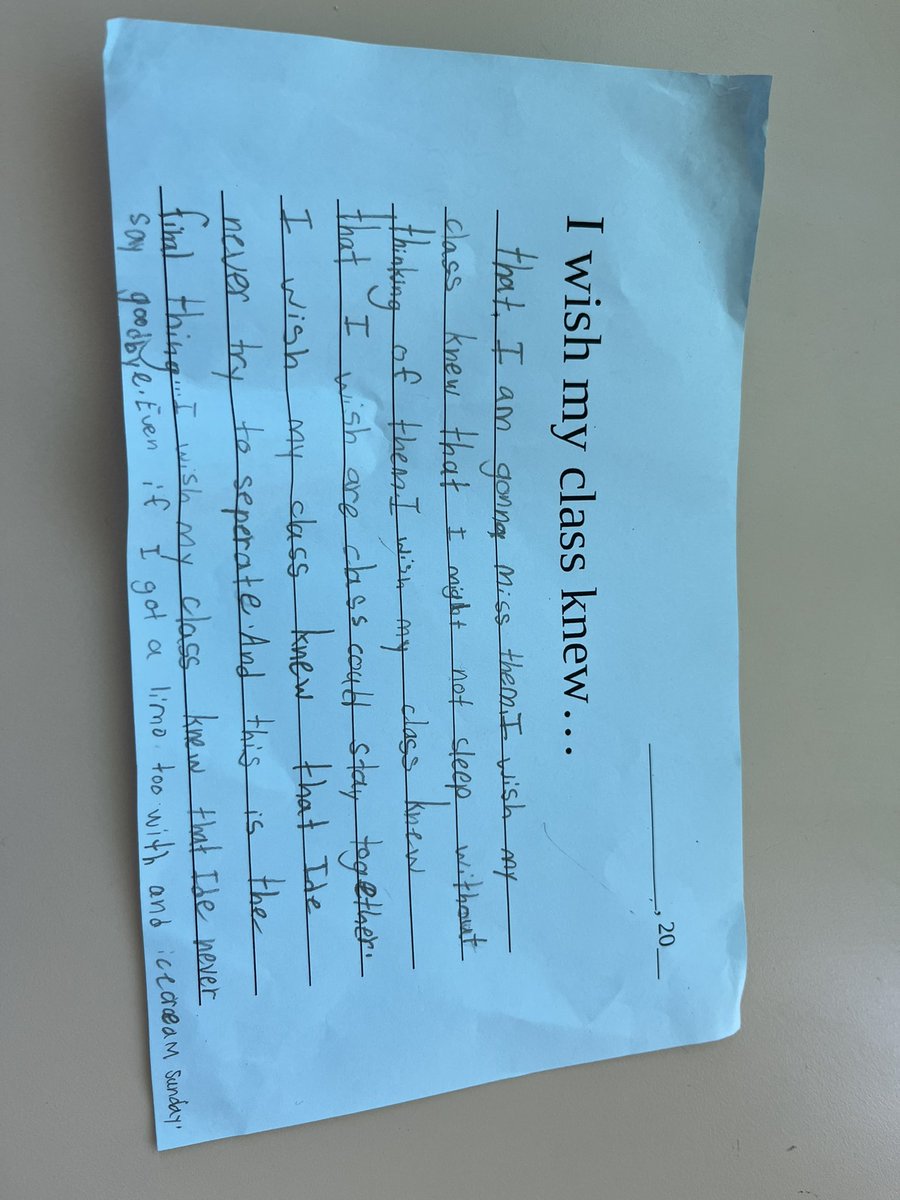 __________, 20__
I wish my class knew...
that, I am gonna miss them.I wish my
class knew that I might not sleep without
thinking of them.I wish my class knew
that I wish are class could stay together.
I wish my class knew that Ide
never try to seperate.And this is the
final thing...I wish my class knew that Ide never
say goodbye.Even if I got a limo too with and icecream sunday.